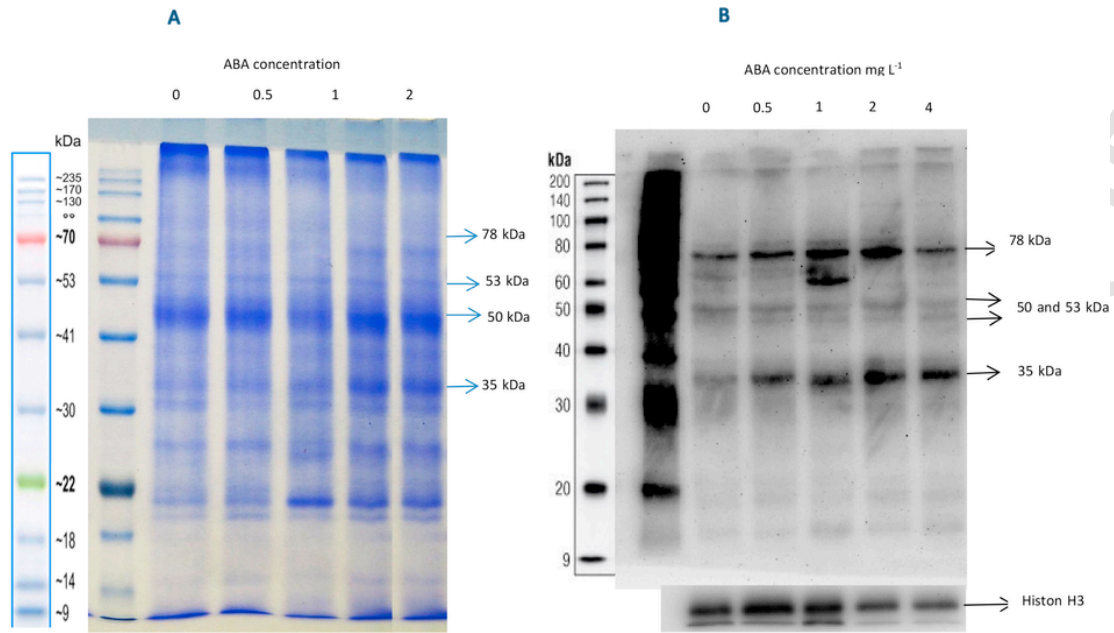 A
B
ABA concentration
0 0.5 1 2
kDa
~235
~170
~130
~70
~53
~41
~30
~22
~18
~14
~9
78 kDa
53 kDa
50 kDa
35 kDa
ABA concentration mg L⁻¹
0 0.5 1 2 4
kDa
200
140
100
80
60
50
40
30
20
9
78 kDa
50 and 53 kDa
35 kDa
Histon H3